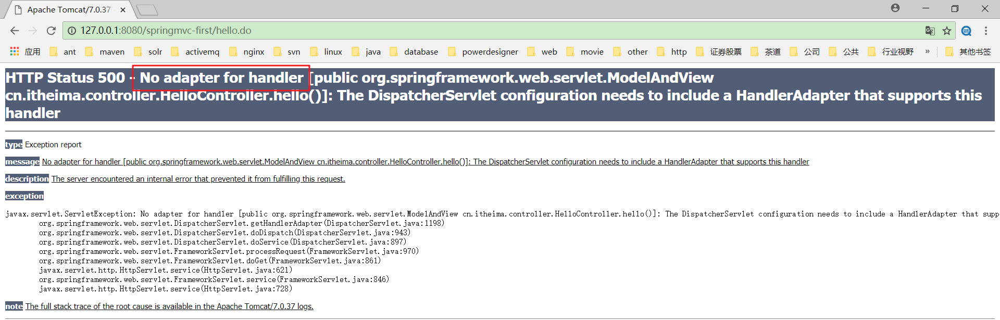 Apache Tomcat/7.0.37
127.0.0.1:8080/springmvc-first/hello.do
应用 ant maven solr activemq nginx svn linux java database powerdesigner web movie other http 证券股票 茶道 公司 公共 行业视野 » 其他书签
HTTP Status 500 - No adapter for handler [public org.springframework.web.servlet.ModelAndView
cn.itheima.controller.HelloController.hello()]: The DispatcherServlet configuration needs to include a HandlerAdapter that supports this
handler
type Exception report
message No adapter for handler [public org.springframework.web.servlet.ModelAndView cn.itheima.controller.HelloController.hello()]: The DispatcherServlet configuration needs to include a HandlerAdapter that supports this handler
description The server encountered an internal error that prevented it from fulfilling this request.
exception
javax.servlet.ServletException: No adapter for handler [public org.springframework.web.servlet.ModelAndView cn.itheima.controller.HelloController.hello()]: The DispatcherServlet configuration needs to include a HandlerAdapter that supp
org.springframework.web.servlet.DispatcherServlet.getHandlerAdapter(DispatcherServlet.java:1198)
org.springframework.web.servlet.DispatcherServlet.doDispatch(DispatcherServlet.java:943)
org.springframework.web.servlet.DispatcherServlet.doService(DispatcherServlet.java:897)
org.springframework.web.servlet.FrameworkServlet.processRequest(FrameworkServlet.java:970)
org.springframework.web.servlet.FrameworkServlet.doGet(FrameworkServlet.java:861)
javax.servlet.http.HttpServlet.service(HttpServlet.java:621)
org.springframework.web.servlet.FrameworkServlet.service(FrameworkServlet.java:846)
javax.servlet.http.HttpServlet.service(HttpServlet.java:728)
note The full stack trace of the root cause is available in the Apache Tomcat/7.0.37 logs.